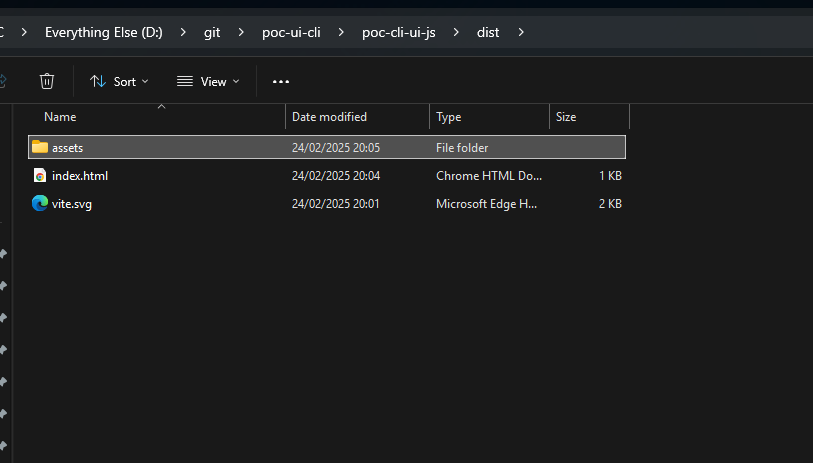 C > Everything Else (D:) > git > poc-ui-cli > poc-cli-ui-js > dist >
Sort View ...
Name Date modified Type Size
assets 24/02/2025 20:05 File folder
index.html 24/02/2025 20:04 Chrome HTML Do... 1 KB
vite.svg 24/02/2025 20:01 Microsoft Edge H... 2 KB